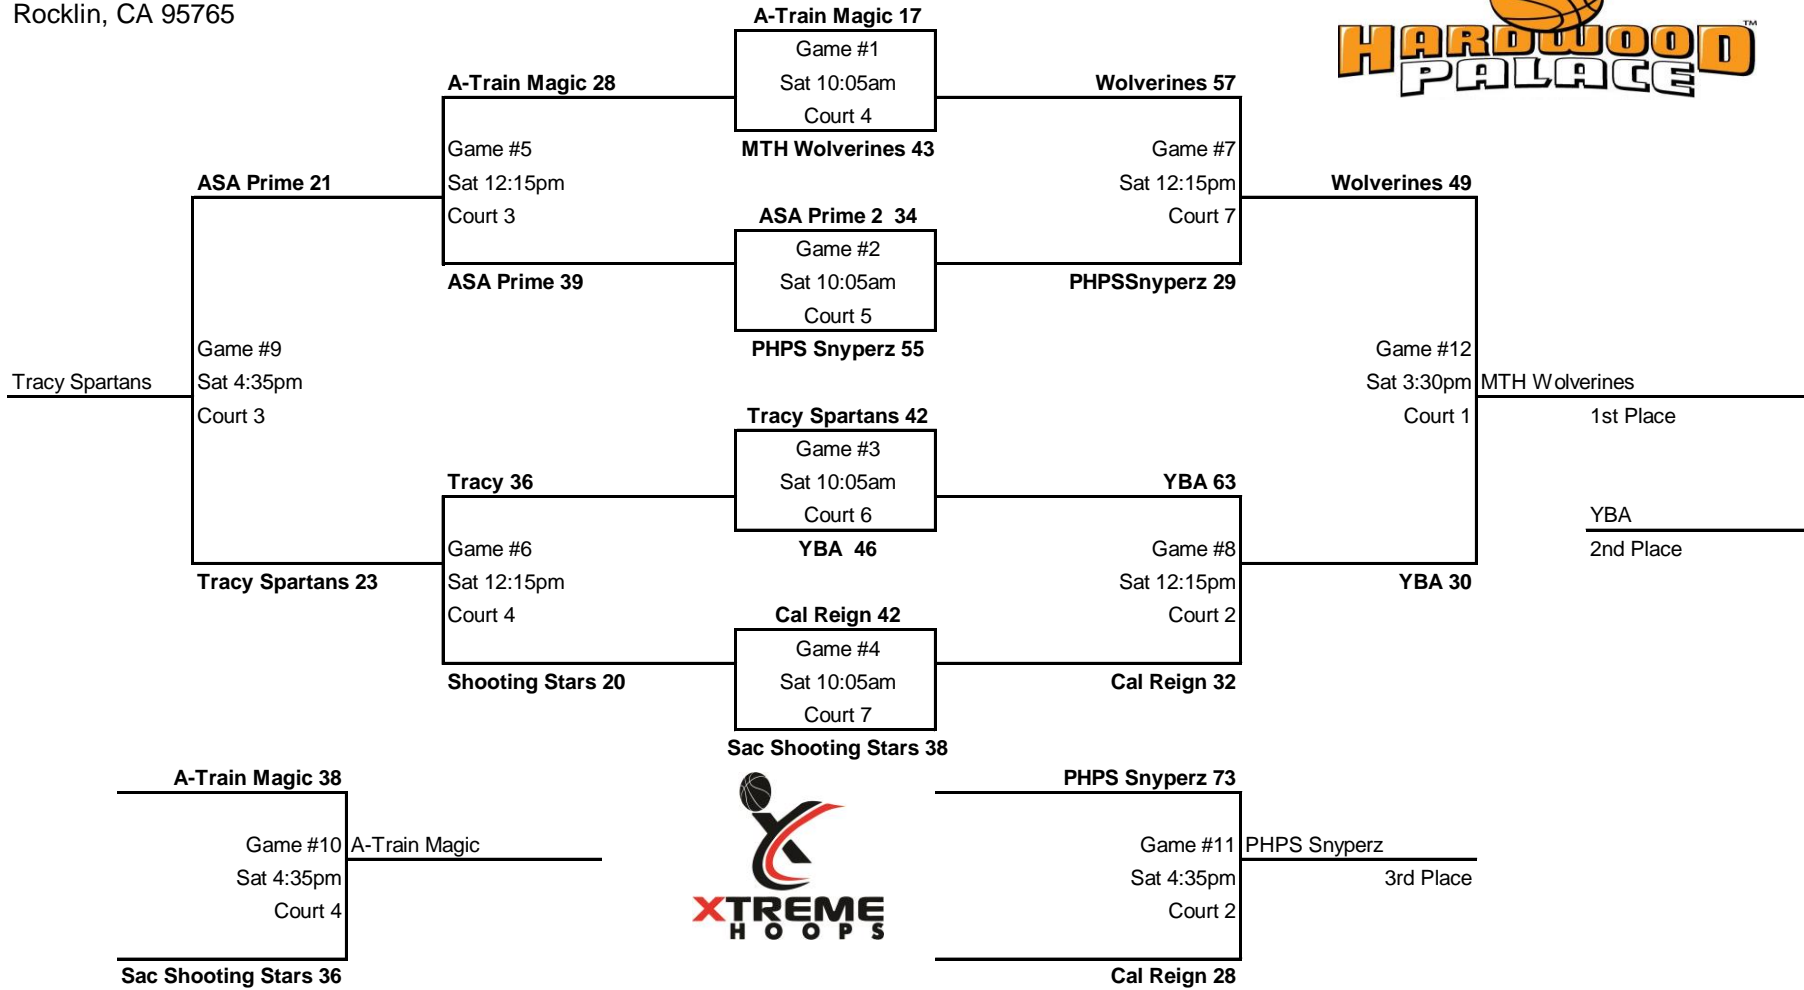 Rocklin, CA 95765
HARDWOOD
PALACE
TM
A-Train Magic 17
Game #1
Sat 10:05am
Court 4
MTH Wolverines 43
A-Train Magic 28
Game #5
Sat 12:15pm
Court 3
ASA Prime 39
Wolverines 57
Game #7
Sat 12:15pm
Court 7
PHPSSnyperz 29
ASA Prime 2  34
Game #2
Sat 10:05am
Court 5
PHPS Snyperz 55
ASA Prime 21
Game #9
Sat 4:35pm
Court 3
Tracy Spartans 23
Tracy Spartans
Wolverines 49
Game #12
Sat 3:30pm
Court 1
YBA 30
MTH Wolverines
1st Place
YBA
2nd Place
Tracy Spartans 42
Game #3
Sat 10:05am
Court 6
YBA  46
Tracy 36
Game #6
Sat 12:15pm
Court 4
Shooting Stars 20
YBA 63
Game #8
Sat 12:15pm
Court 2
Cal Reign 32
Cal Reign 42
Game #4
Sat 10:05am
Court 7
Sac Shooting Stars 38
A-Train Magic 38
Game #10
Sat 4:35pm
Court 4
Sac Shooting Stars 36
A-Train Magic
XTREME
HOOPS
PHPS Snyperz 73
Game #11
Sat 4:35pm
Court 2
Cal Reign 28
PHPS Snyperz
3rd Place